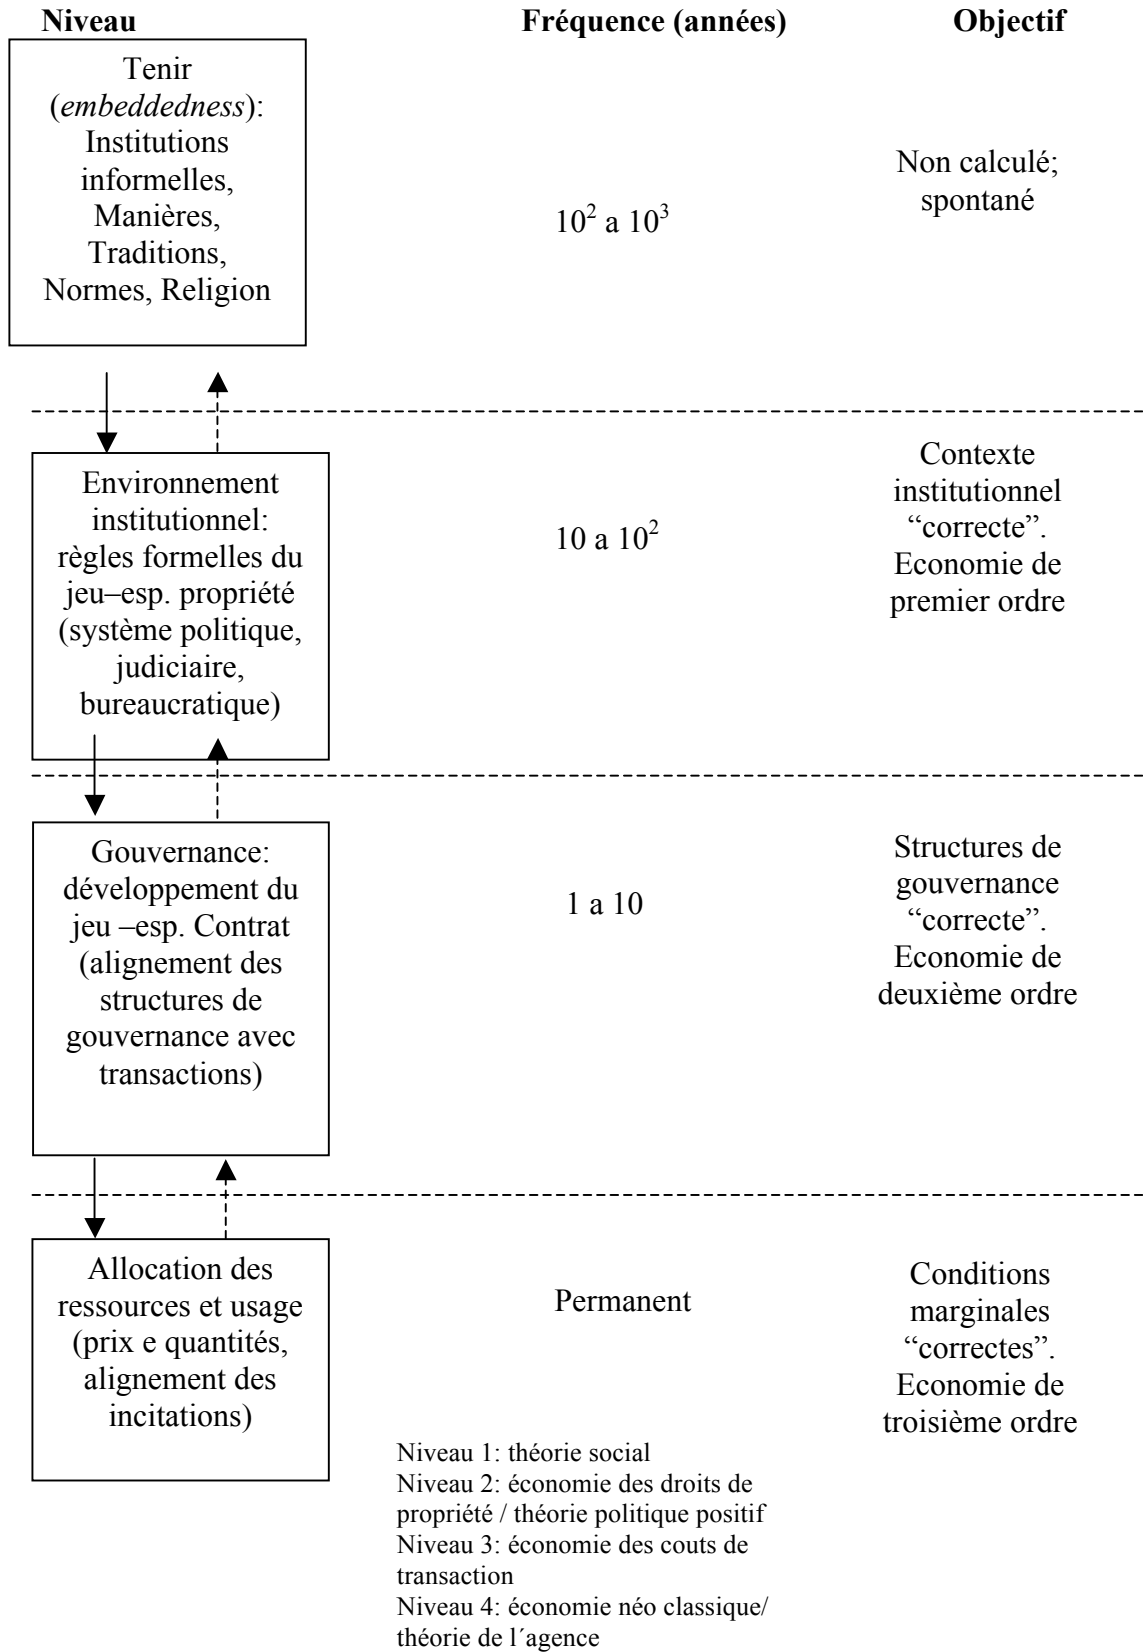 Niveau
Fréquence (années)
Objectif
Tenir
(embeddedness):
Institutions
informelles,
Manières,
Traditions,
Normes, Religion
10² a 10³
Non calculé;
spontané
Environnement
institutionnel:
règles formelles du
jeu–esp. propriété
(système politique,
judiciaire,
bureaucratique)
10 a 10²
Contexte
institutionnel
“correcte”.
Economie de
premier ordre
Gouvernance:
développement du
jeu –esp. Contrat
(alignement des
structures de
gouvernance avec
transactions)
1 a 10
Structures de
gouvernance
“correcte”.
Economie de
deuxième ordre
Allocation des
ressources et usage
(prix e quantités,
alignement des
incitations)
Permanent
Conditions
marginales
“correctes”.
Economie de
troisième ordre
Niveau 1: théorie social
Niveau 2: économie des droits de
propriété / théorie politique positif
Niveau 3: économie des couts de
transaction
Niveau 4: économie néo classique/
théorie de l´agence